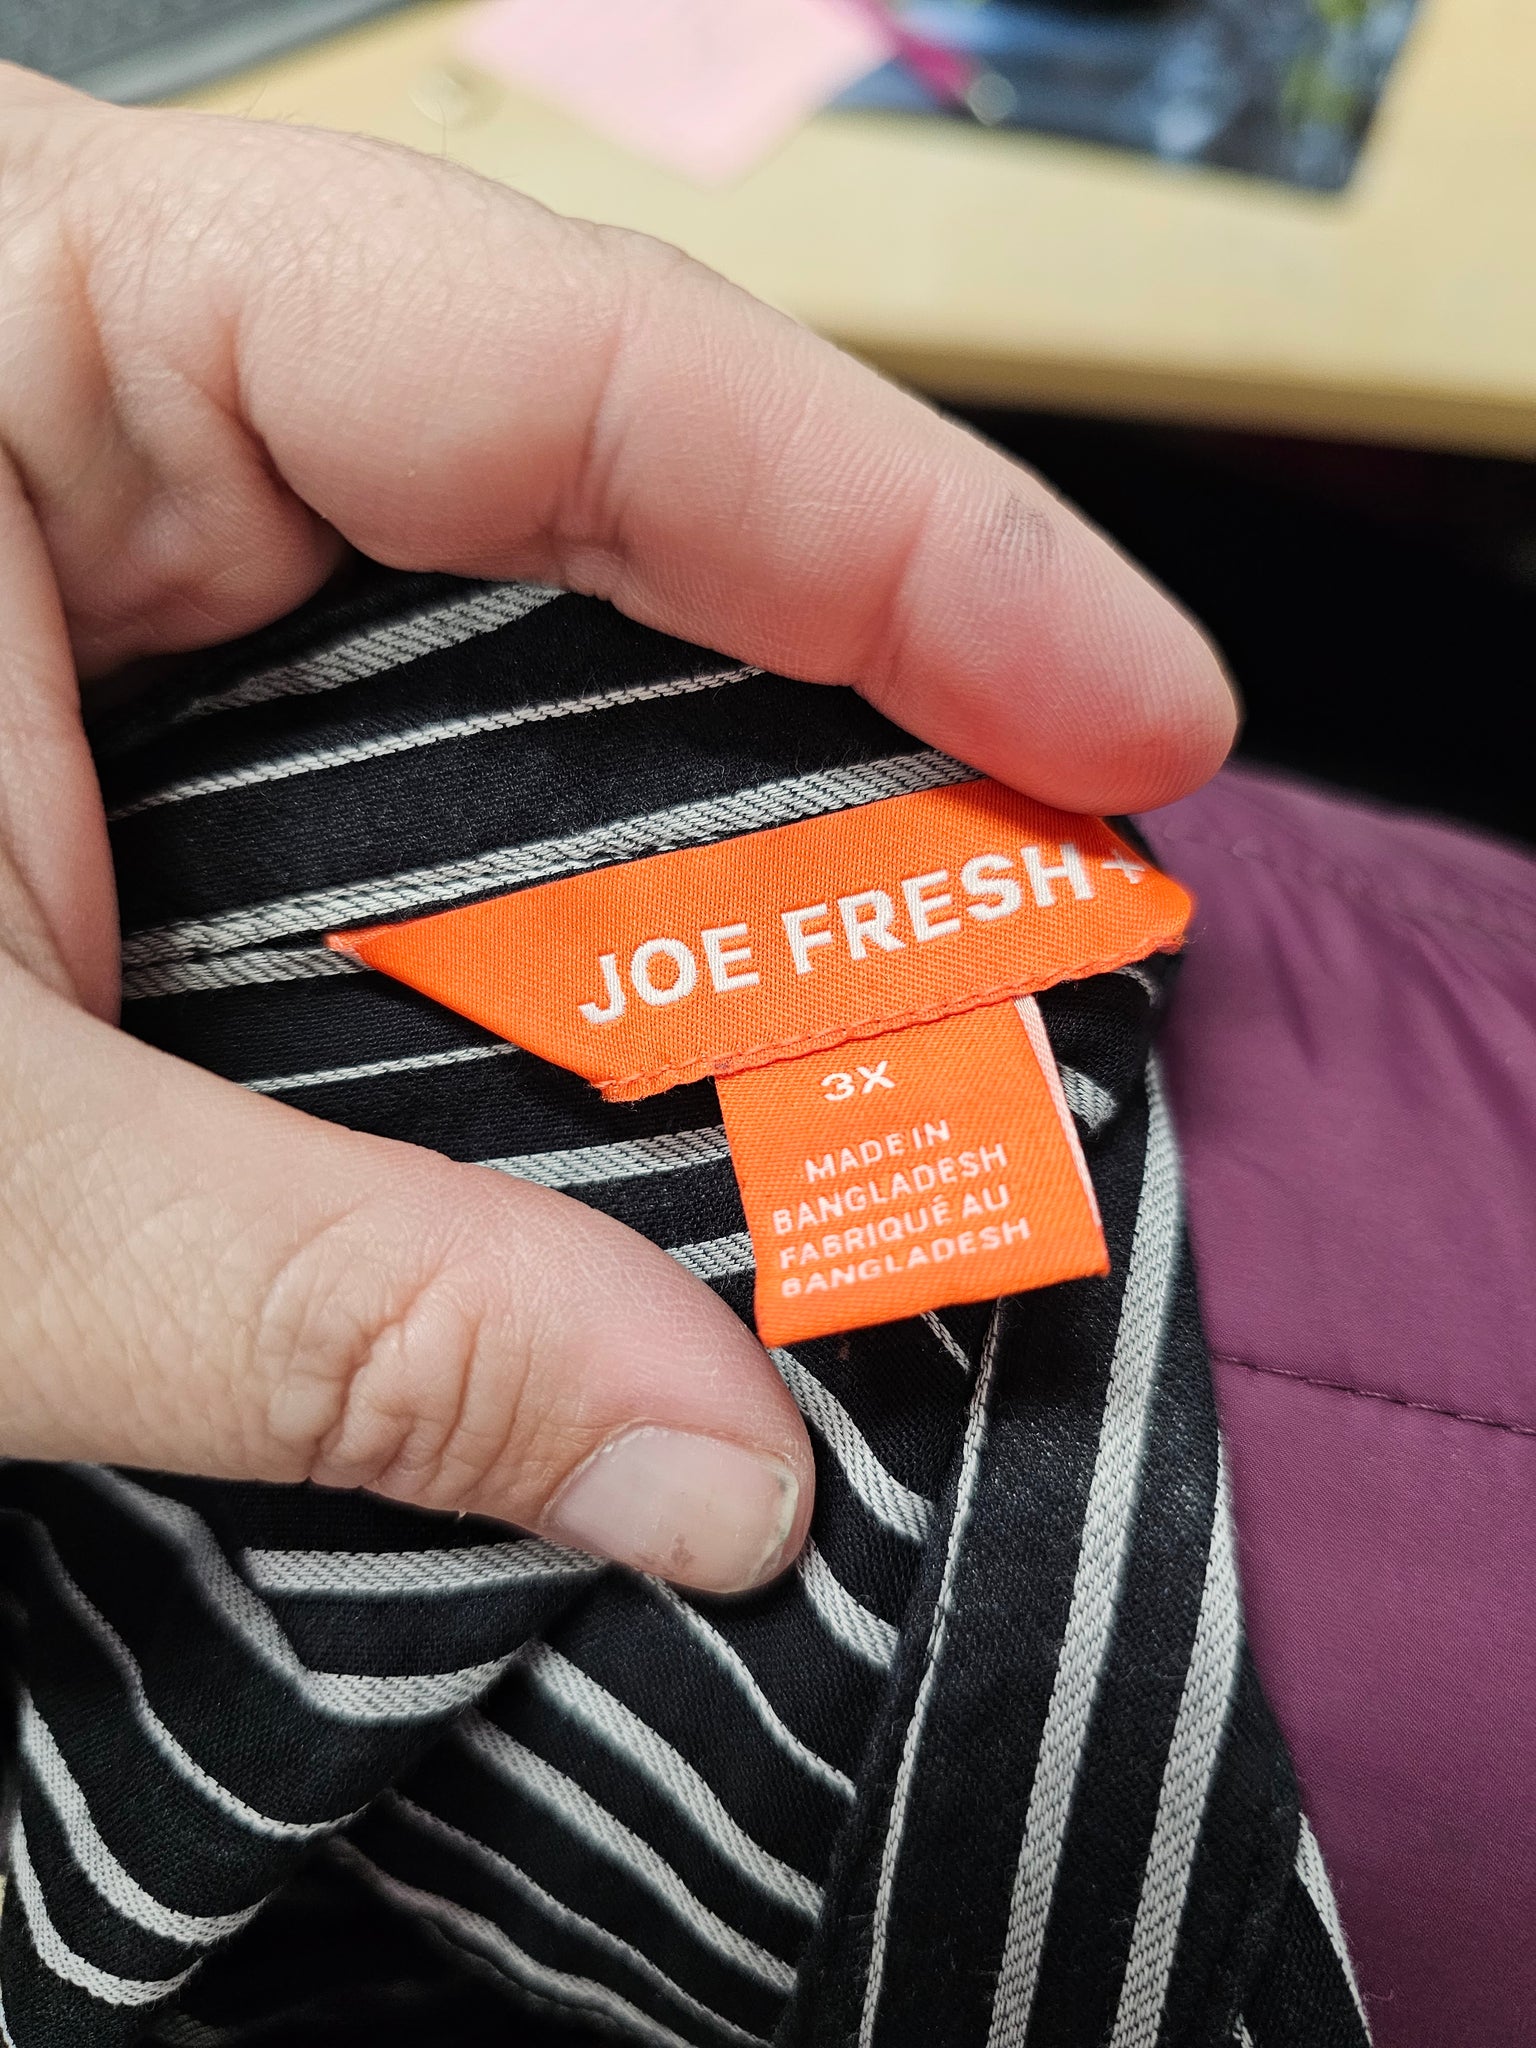 JOE FRESH+
3X
MADE IN
BANGLADESH
FABRIQUÉ AU
BANGLADESH